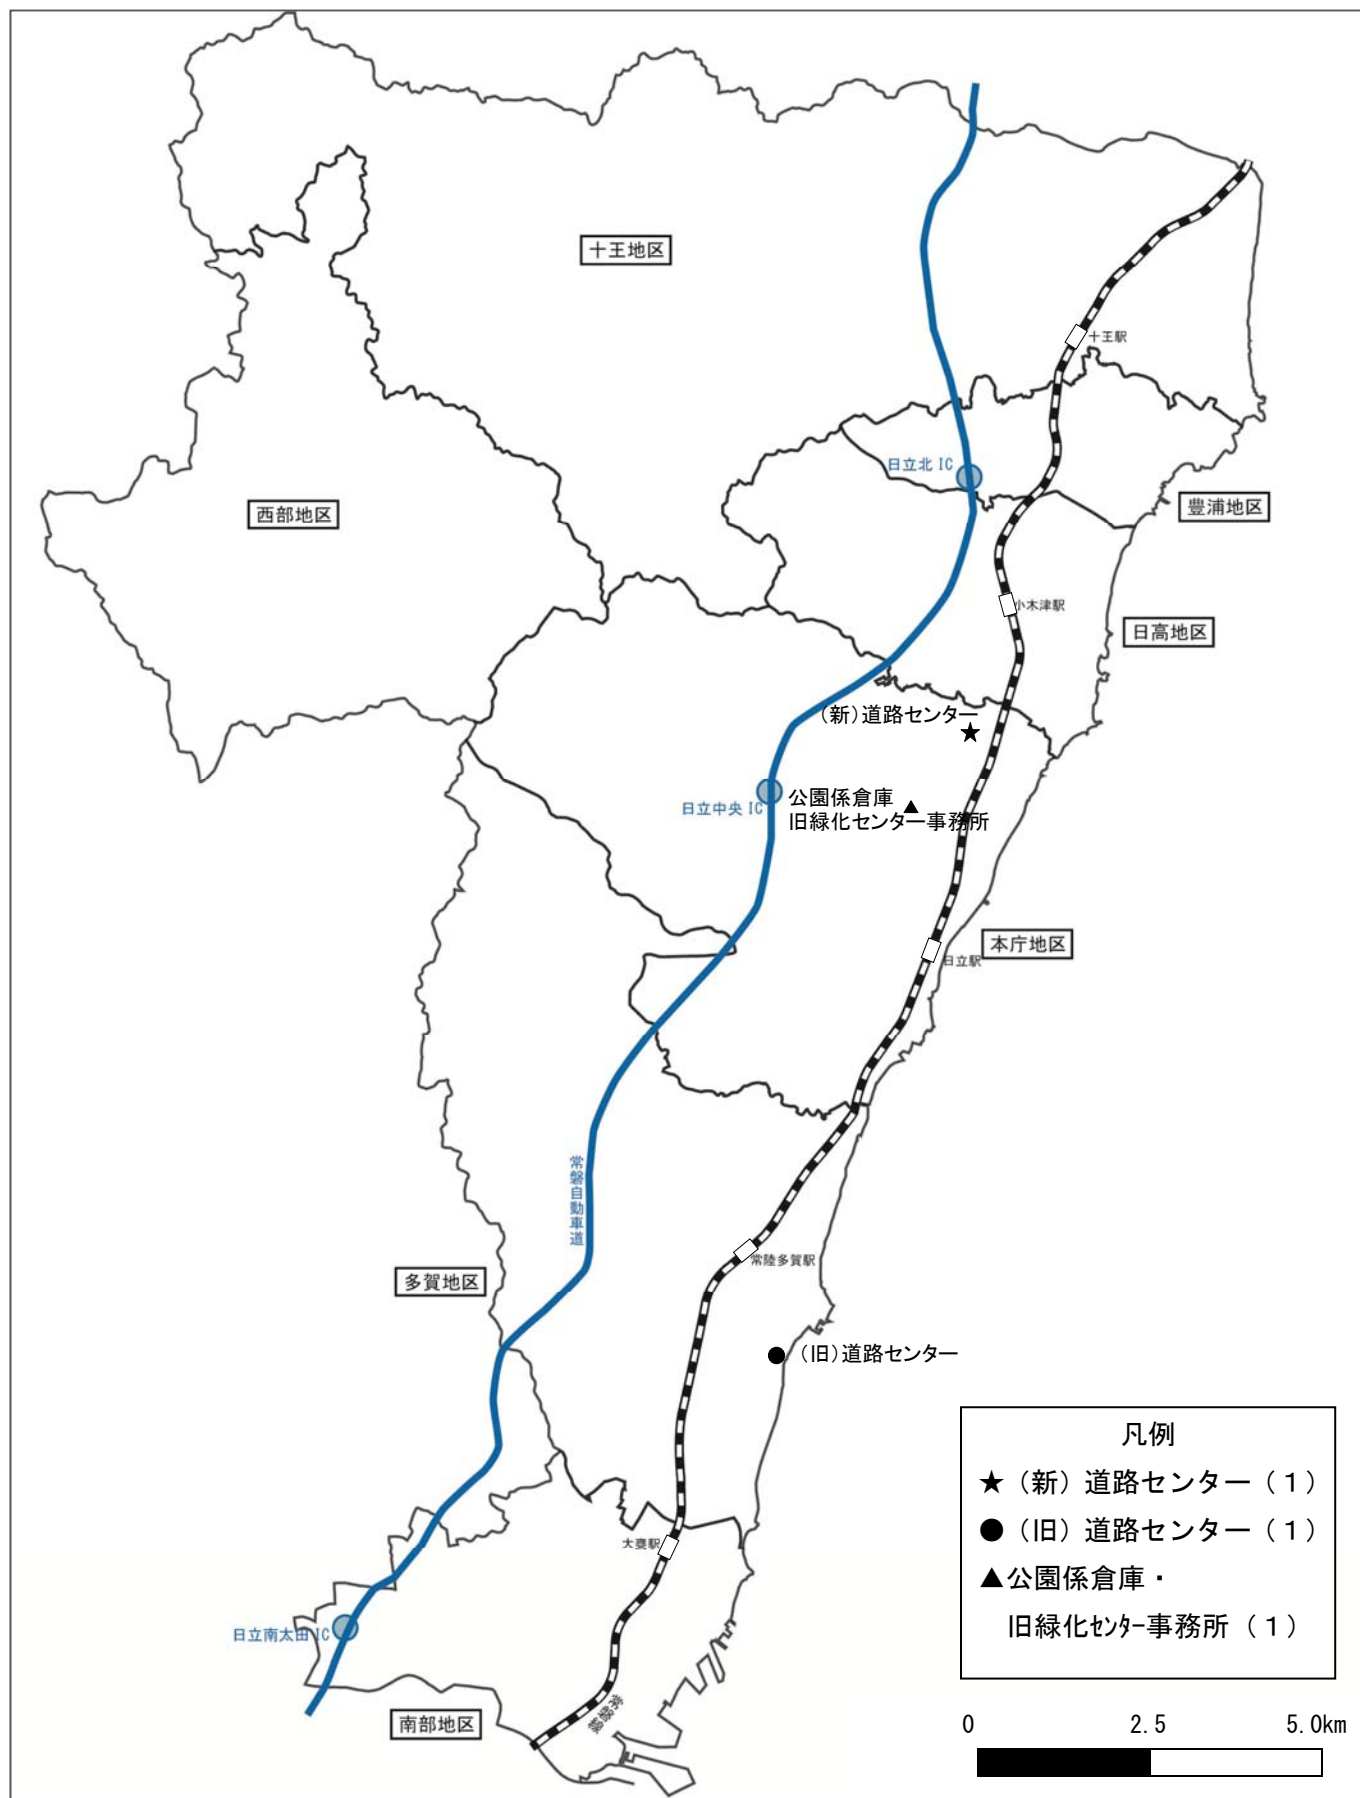 十王地区
十王駅
日立北 IC
西部地区
豊浦地区
小木津駅
日高地区
（新）道路センター
公園係倉庫
日立中央 IC
旧緑化センター事務所
本庁地区
日立駅
常磐自動車道
常陸多賀駅
多賀地区
（旧）道路センター
凡例
★（新）道路センター（１）
●（旧）道路センター（１）
▲公園係倉庫・
旧緑化ｾﾝﾀｰ事務所（１）
大甕駅
日立南太田 IC
常磐線
南部地区
0 2.5 5.0km